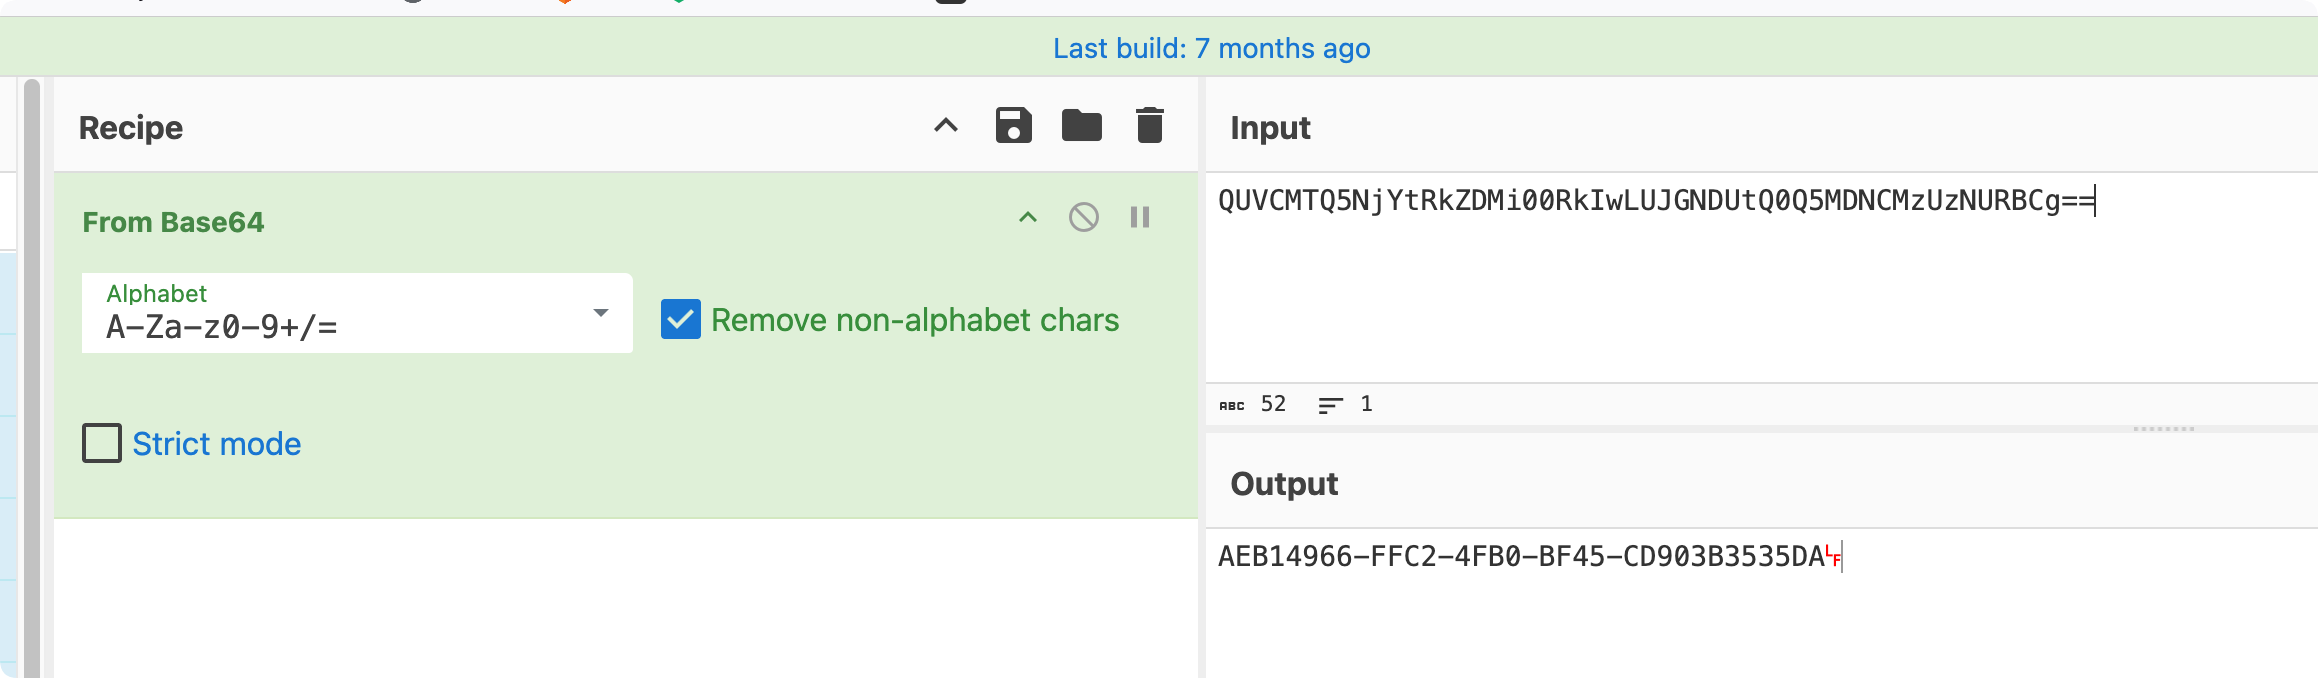 Last build: 7 months ago
Recipe
Input
From Base64
Alphabet
A-Za-z0-9+/=
Remove non-alphabet chars
Strict mode
QUVCMTQ5NjYtRkZDMi00RkIwLUJGNDUtQ0Q5MDNCMzUzNURBCg==
ABC 52 1
Output
AEB14966-FFC2-4FB0-BF45-CD903B3535DA␊